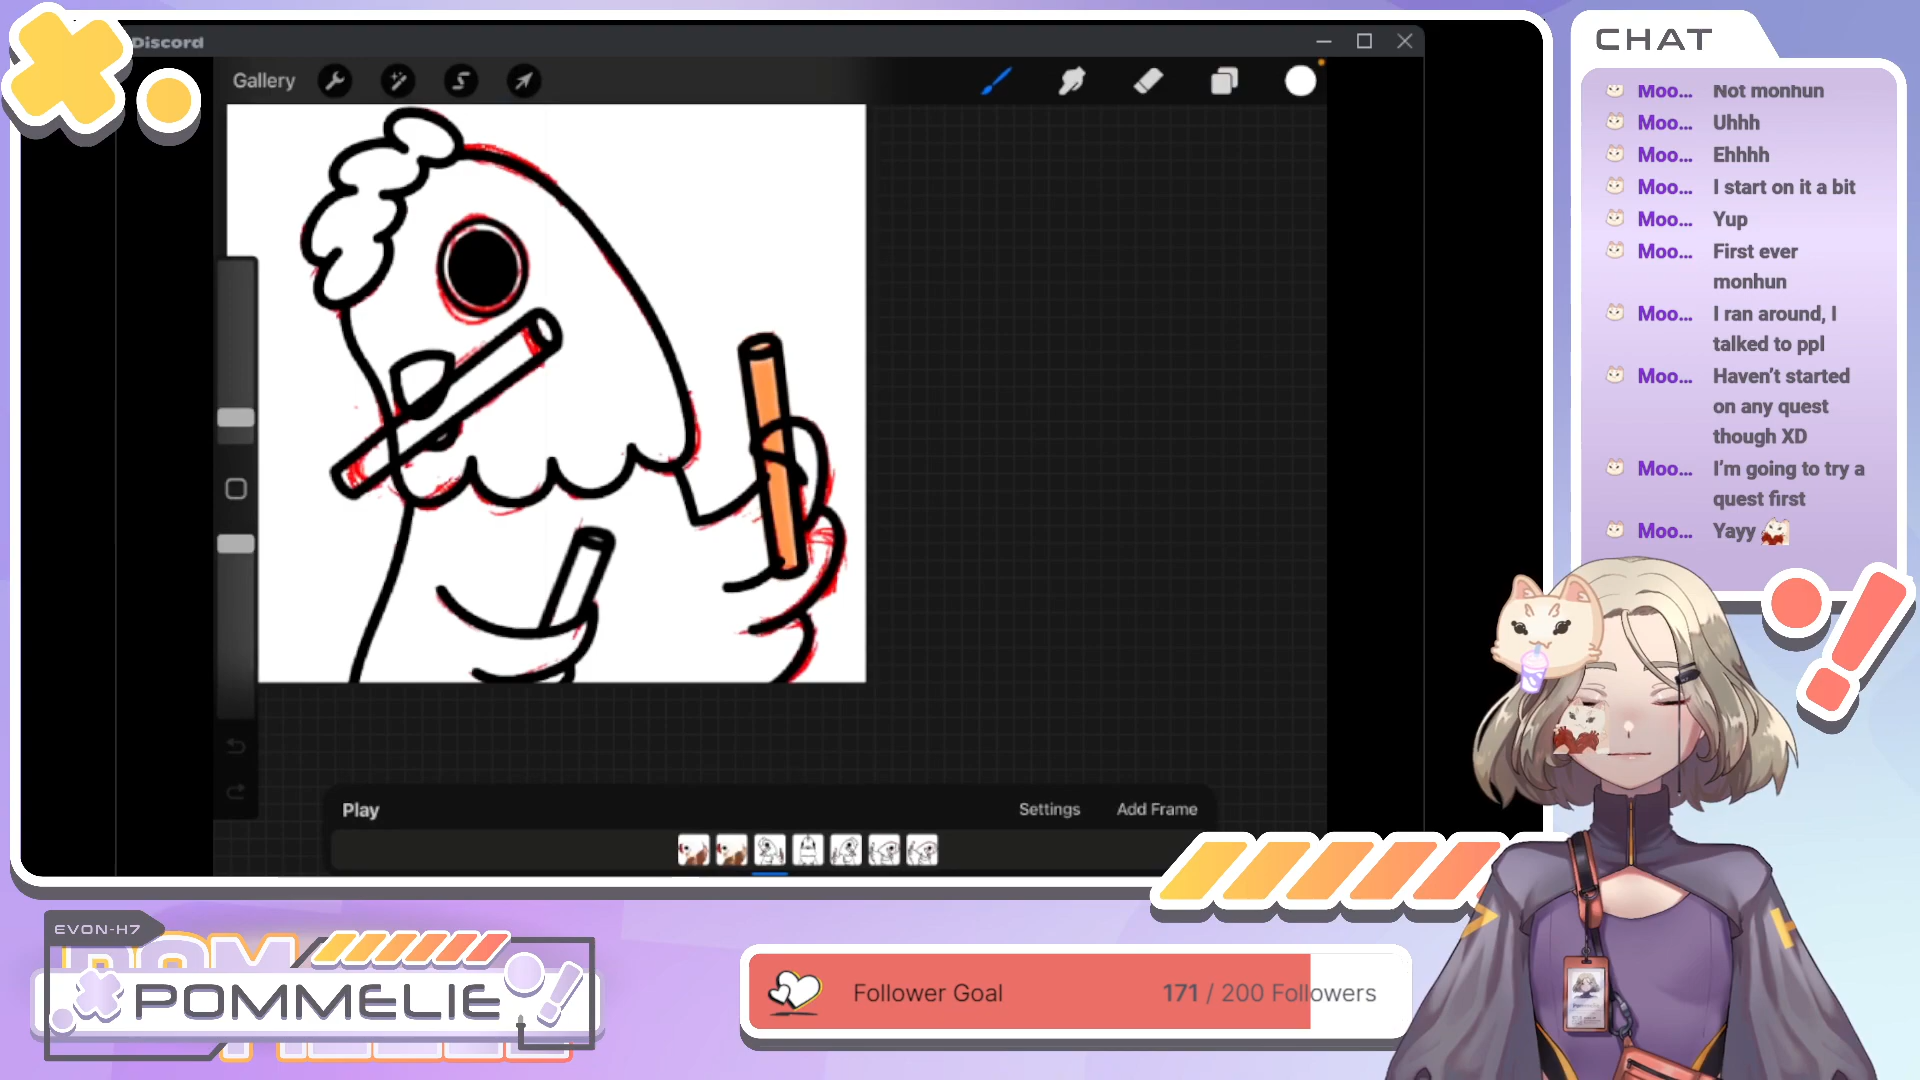 Discord
Gallery
CHAT
Moo... Not monhun
Moo... Uhhh
Moo... Ehhhh
Moo... I start on it a bit
Moo... Yup
Moo... First ever
monhun
Moo... I ran around, I
talked to ppl
Moo... Haven't started
on any quest
though XD
Moo... I'm going to try a
quest first
Moo... Yayy
Play
Settings
Add Frame
EVON-H7
POMMELIE
Follower Goal
171 / 200 Followers